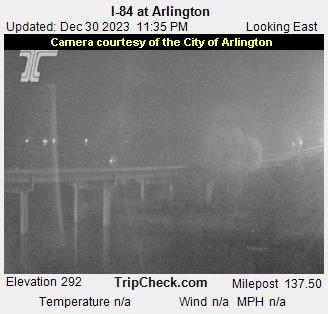 I-84 at Arlington
Updated: Dec 30 2023 11:35 PM Looking East
Camera courtesy of the City of Arlington
Elevation 292 TripCheck.com Milepost 137.50
Temperature n/a Wind n/a MPH n/a